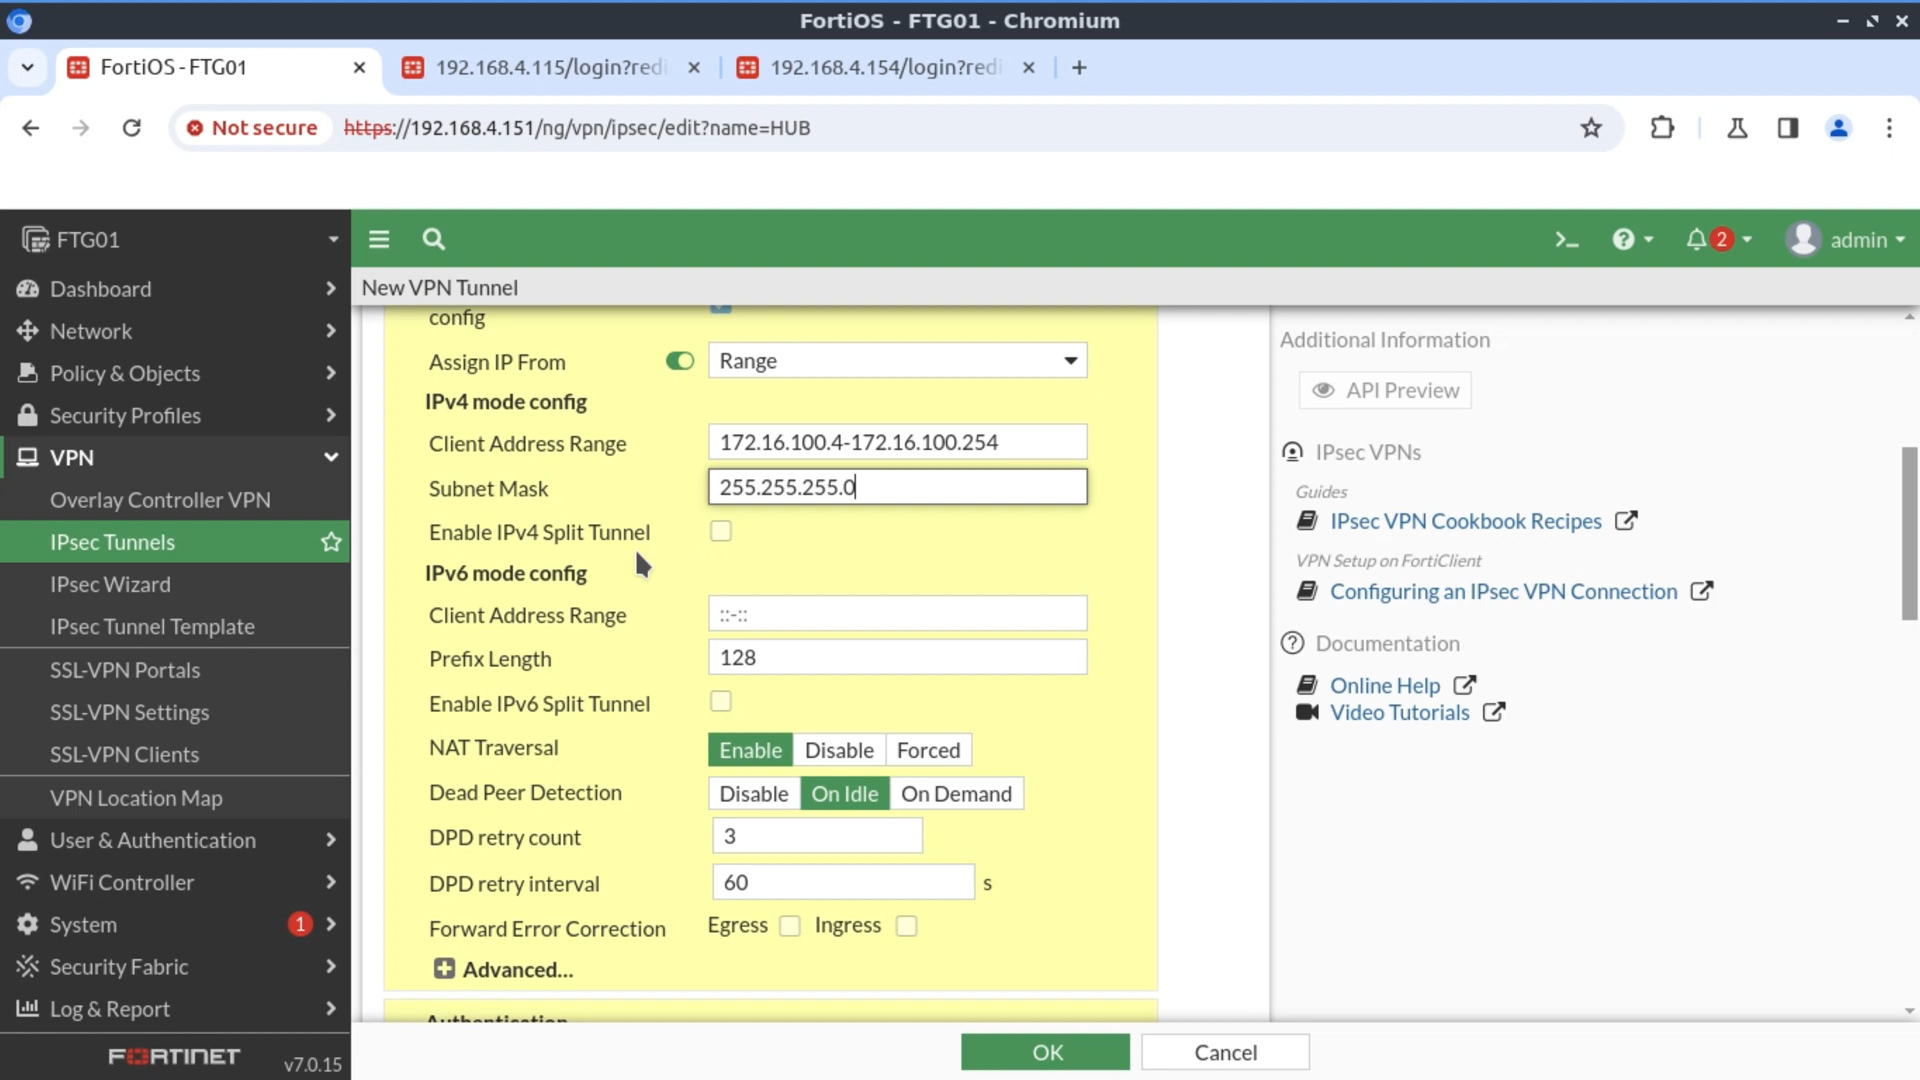 FortiOS - FTG01 - Chromium
FortiOS - FTG01
192.168.4.115/login?redi
192.168.4.154/login?redi
Not secure
https://192.168.4.151/ng/vpn/ipsec/edit?name=HUB
FTG01
2
admin
Dashboard
Network
Policy & Objects
Security Profiles
VPN
Overlay Controller VPN
IPsec Tunnels
IPsec Wizard
IPsec Tunnel Template
SSL-VPN Portals
SSL-VPN Settings
SSL-VPN Clients
VPN Location Map
User & Authentication
WiFi Controller
System
1
Security Fabric
Log & Report
FORTINET
v7.0.15
New VPN Tunnel
config
Assign IP From
Range
IPv4 mode config
Client Address Range
172.16.100.4-172.16.100.254
Subnet Mask
255.255.255.0
Enable IPv4 Split Tunnel
IPv6 mode config
Client Address Range
::-::
Prefix Length
128
Enable IPv6 Split Tunnel
NAT Traversal
Enable Disable Forced
Dead Peer Detection
Disable On Idle On Demand
DPD retry count
3
DPD retry interval
60 s
Forward Error Correction
Egress Ingress
Advanced...
Authentication
OK
Cancel
Additional Information
API Preview
IPsec VPNs
Guides
IPsec VPN Cookbook Recipes
VPN Setup on FortiClient
Configuring an IPsec VPN Connection
Documentation
Online Help
Video Tutorials